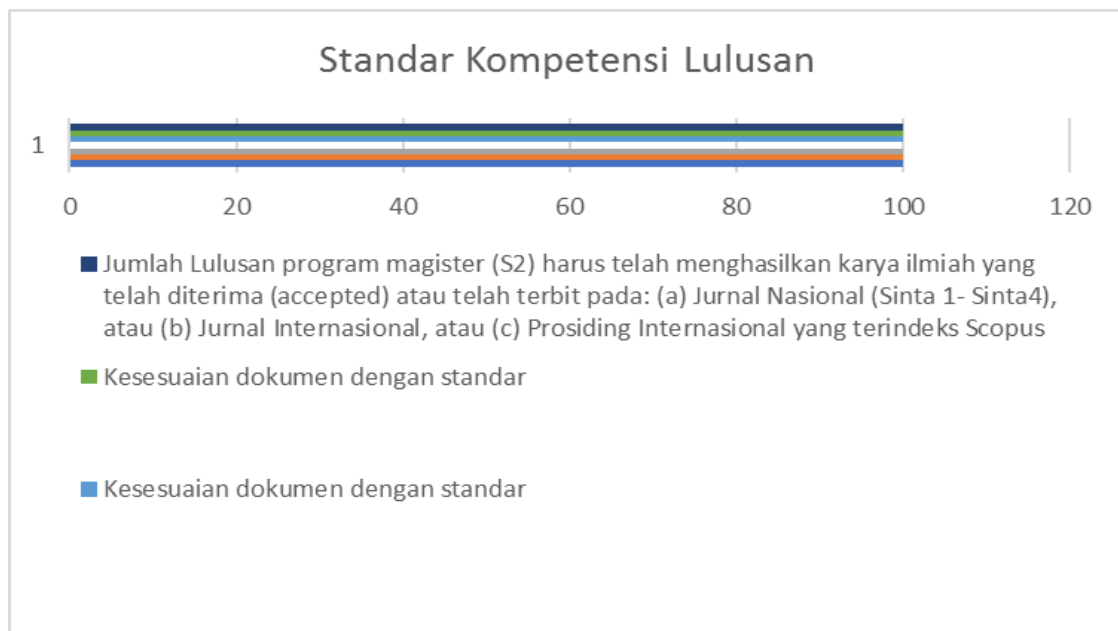 Standar Kompetensi Lulusan
1
0 20 40 60 80 100 120
Jumlah Lulusan program magister (S2) harus telah menghasilkan karya ilmiah yang
telah diterima (accepted) atau telah terbit pada: (a) Jurnal Nasional (Sinta 1- Sinta4),
atau (b) Jurnal Internasional, atau (c) Prosiding Internasional yang terindeks Scopus
Kesesuaian dokumen dengan standar
Kesesuaian dokumen dengan standar